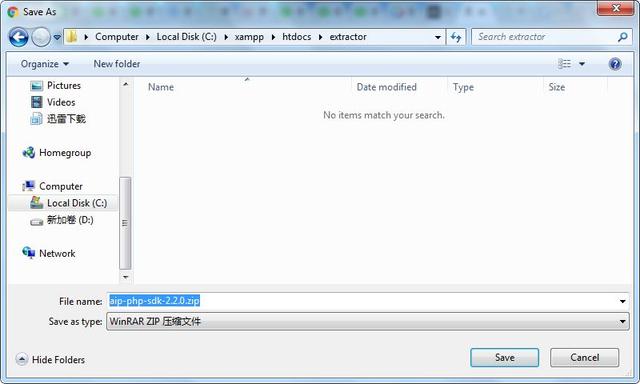 Save As
Computer Local Disk (C:) xampp htdocs extractor Search extractor
Organize New folder
Name Date modified Type Size
No items match your search.
Pictures
Videos
迅雷下载
Homegroup
Computer
Local Disk (C:)
新加卷 (D:)
Network
File name: aip-php-sdk-2.2.0.zip
Save as type: WinRAR ZIP 压缩文件
Hide Folders Save Cancel